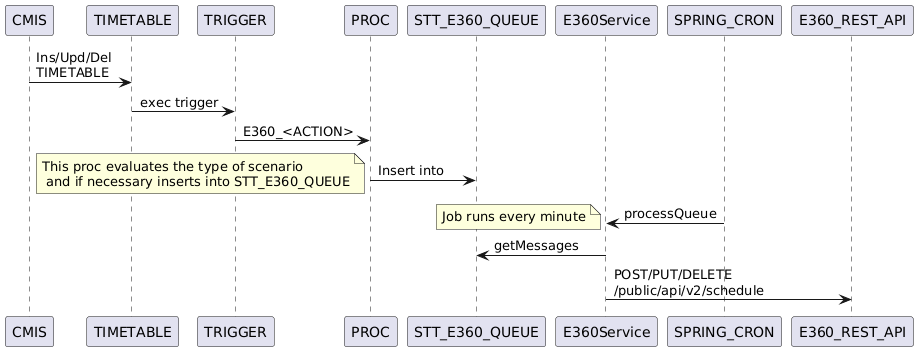 CMIS TIMETABLE TRIGGER PROC STT_E360_QUEUE E360Service SPRING_CRON E360_REST_API
Ins/Upd/Del
TIMETABLE
exec trigger
E360_<ACTION>
This proc evaluates the type of scenario
and if necessary inserts into STT_E360_QUEUE
Insert into
Job runs every minute
processQueue
getMessages
POST/PUT/DELETE
/public/api/v2/schedule
CMIS TIMETABLE TRIGGER PROC STT_E360_QUEUE E360Service SPRING_CRON E360_REST_API